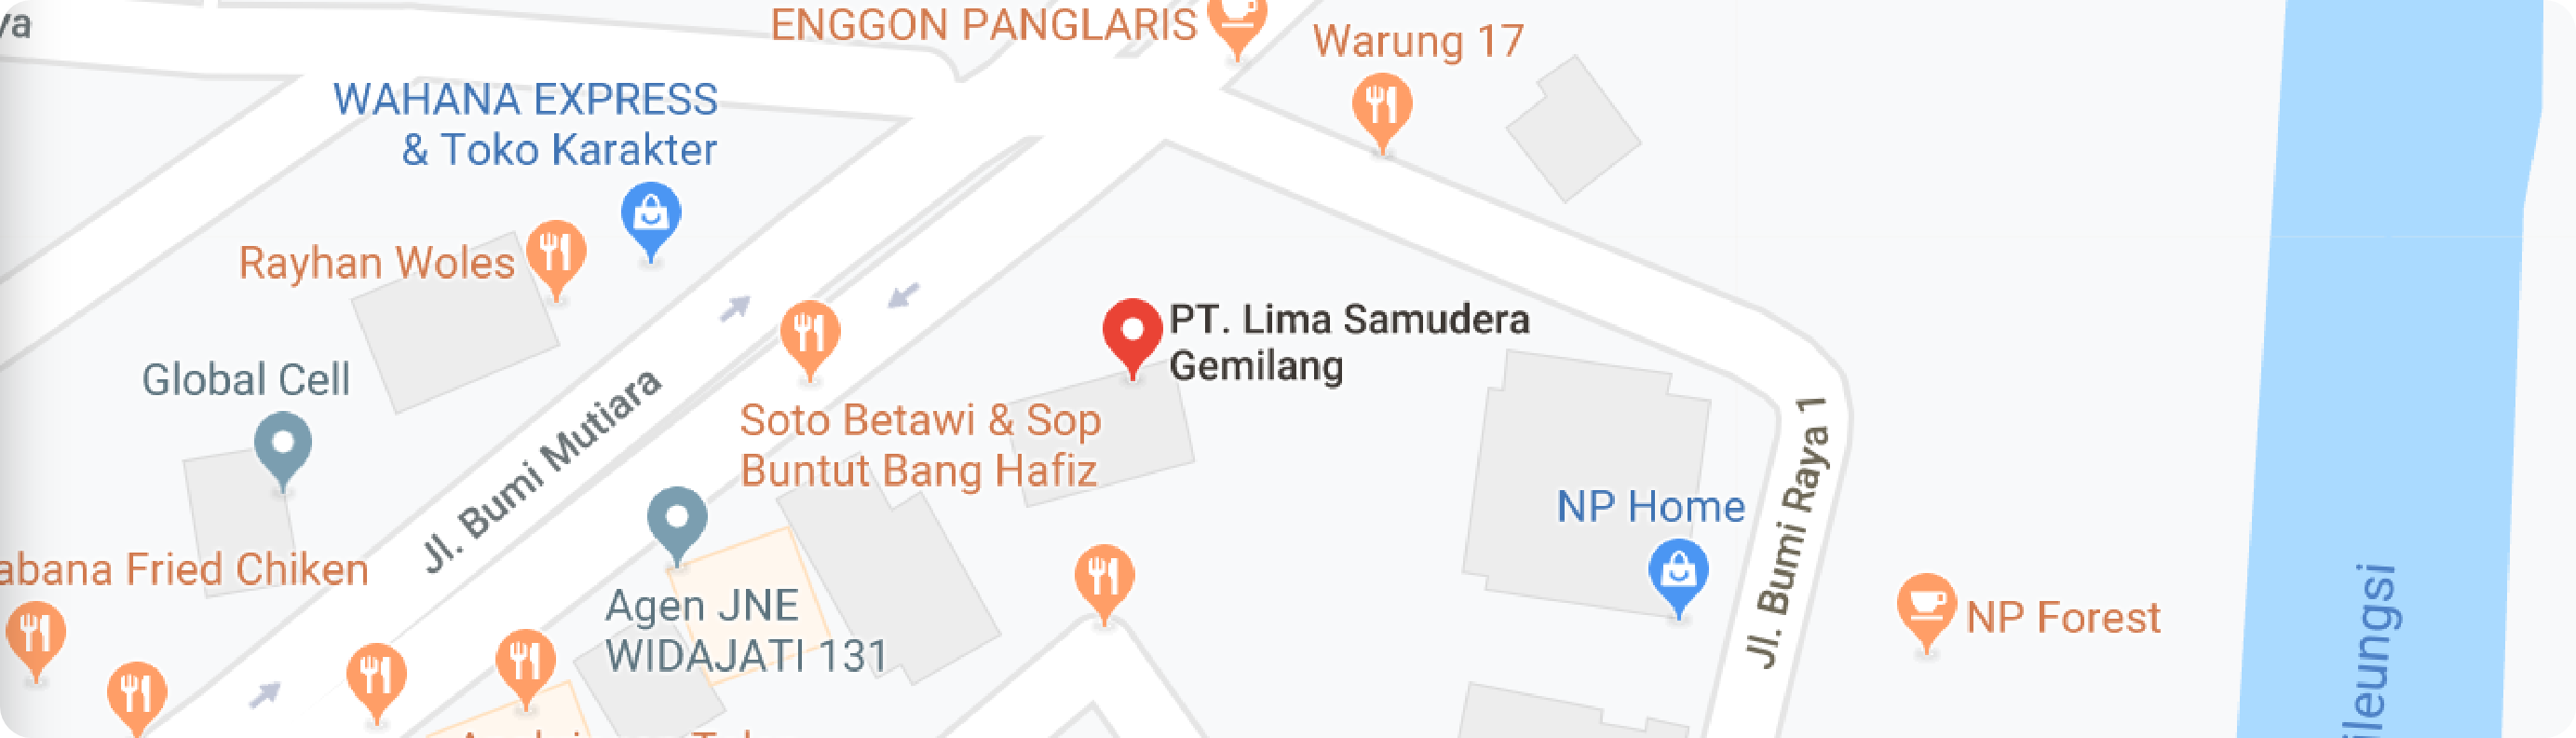 ENGGON PANGLARIS
Warung 17
WAHANA EXPRESS
& Toko Karakter
Rayhan Woles
PT. Lima Samudera
Gemilang
Global Cell
Jl. Bumi Mutiara
Soto Betawi & Sop
Buntut Bang Hafiz
Jl. Bumi Raya 1
NP Home
abana Fried Chiken
Agen JNE
WIDAJATI 131
NP Forest
ileungsi